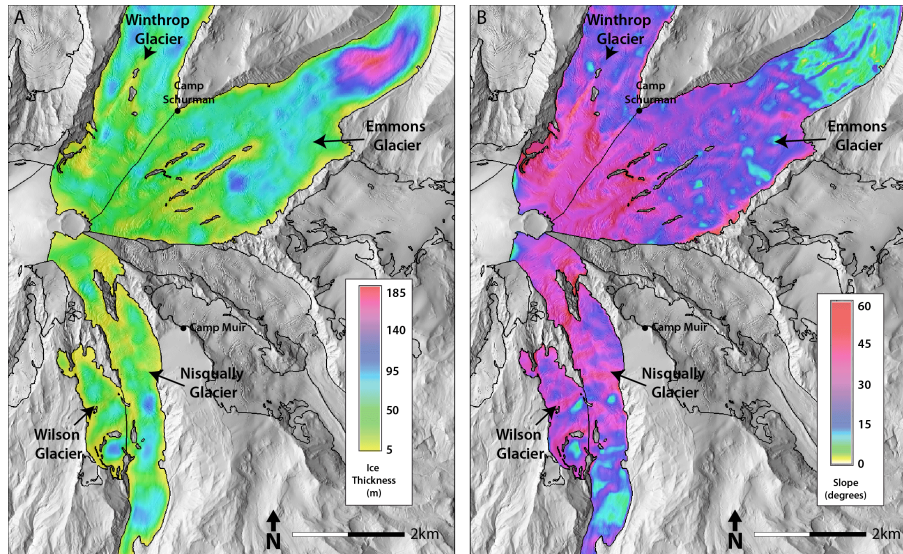 A
Winthrop
Glacier
Camp
Schurman
Emmons
Glacier
185
140
95
50
5
Ice
Thickness
(m)
Camp Muir
Nisqually
Glacier
Wilson
Glacier
N
2km
B
Winthrop
Glacier
Camp
Schurman
Emmons
Glacier
60
45
30
15
0
Slope
(degrees)
Camp Muir
Nisqually
Glacier
Wilson
Glacier
N
2km